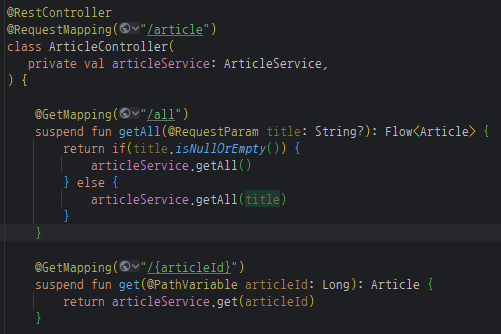 @RestController
@RequestMapping("/article")
class ArticleController(
    private val articleService: ArticleService,
) {
    @GetMapping("/all")
    suspend fun getAll(@RequestParam title: String?): Flow<Article> {
        return if(title.isNullOrEmpty()) {
            articleService.getAll()
        } else {
            articleService.getAll(title)
        }
    }
    @GetMapping("/{articleId}")
    suspend fun get(@PathVariable articleId: Long): Article {
        return articleService.get(articleId)
    }